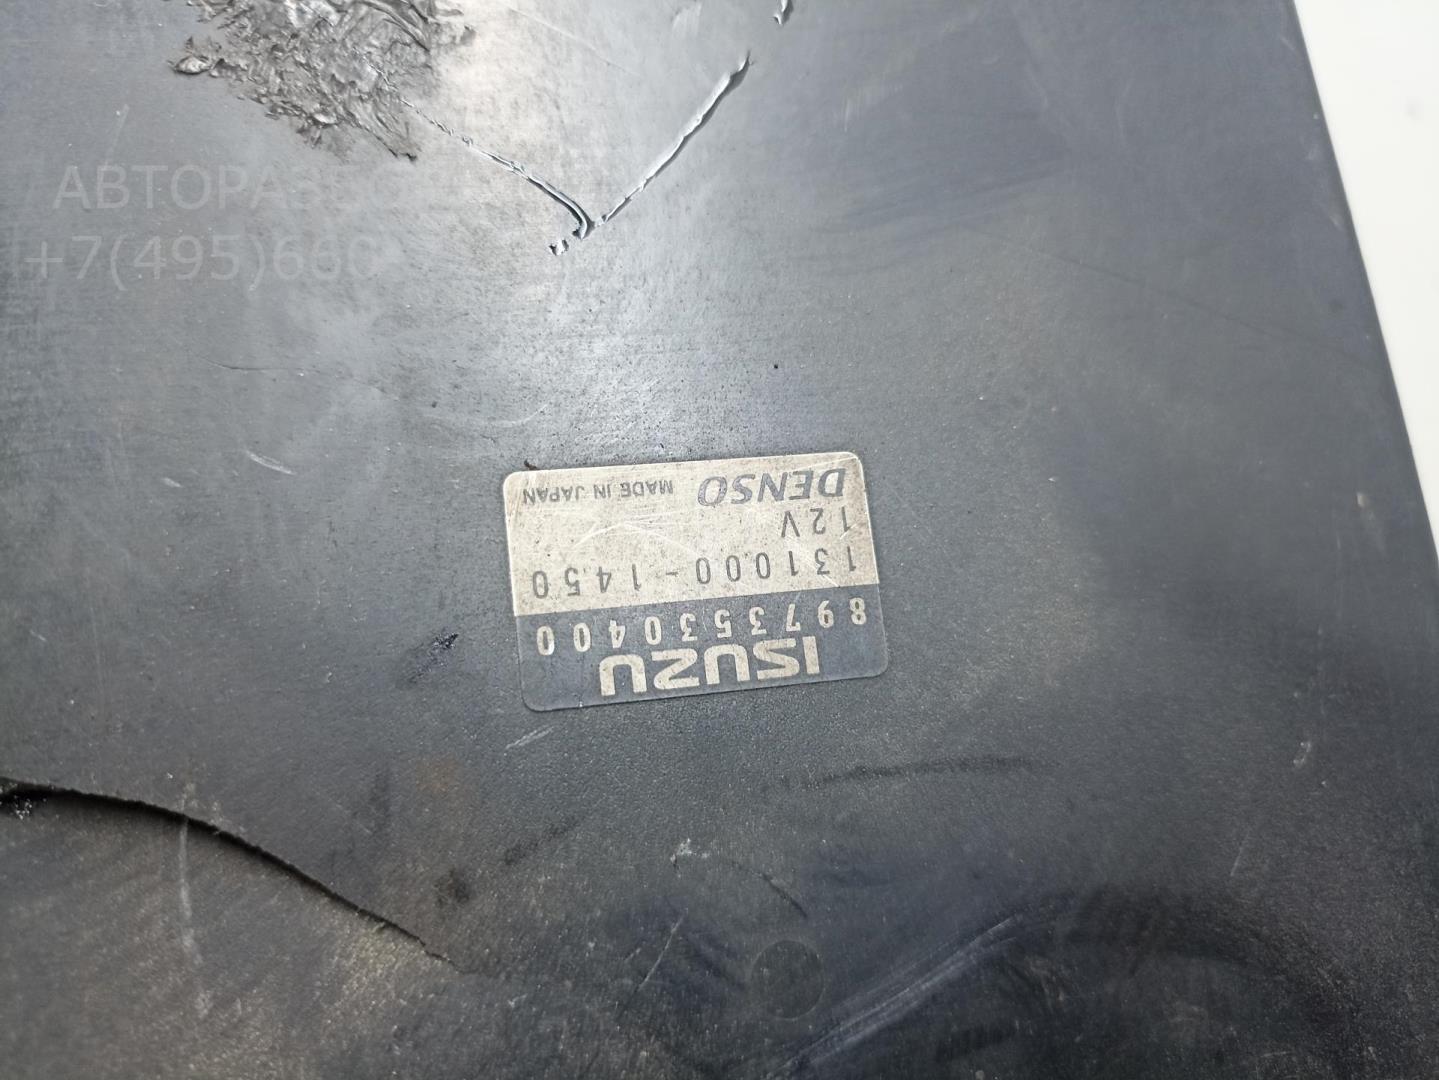 АВТОРАЗБО
+7(495)660
ISUZU
8973530400
131000-1450
12V
DENSO MADE IN JAPAN